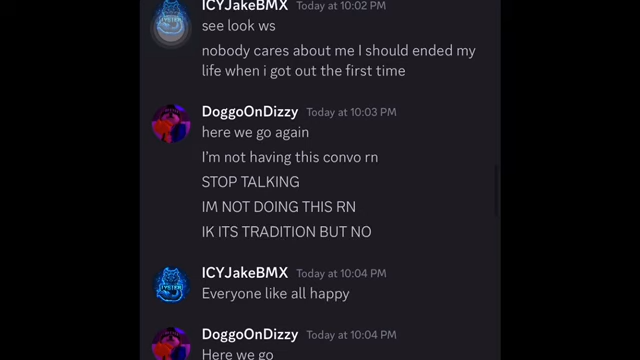 ICYJakeBMX Today at 10:02 PM
see look ws
nobody cares about me I should ended my
life when i got out the first time
DoggoOnDizzy Today at 10:03 PM
here we go again
I'm not having this convo rn
STOP TALKING
IM NOT DOING THIS RN
IK ITS TRADITION BUT NO
ICYJakeBMX Today at 10:04 PM
Everyone like all happy
DoggoOnDizzy Today at 10:04 PM
Here we go